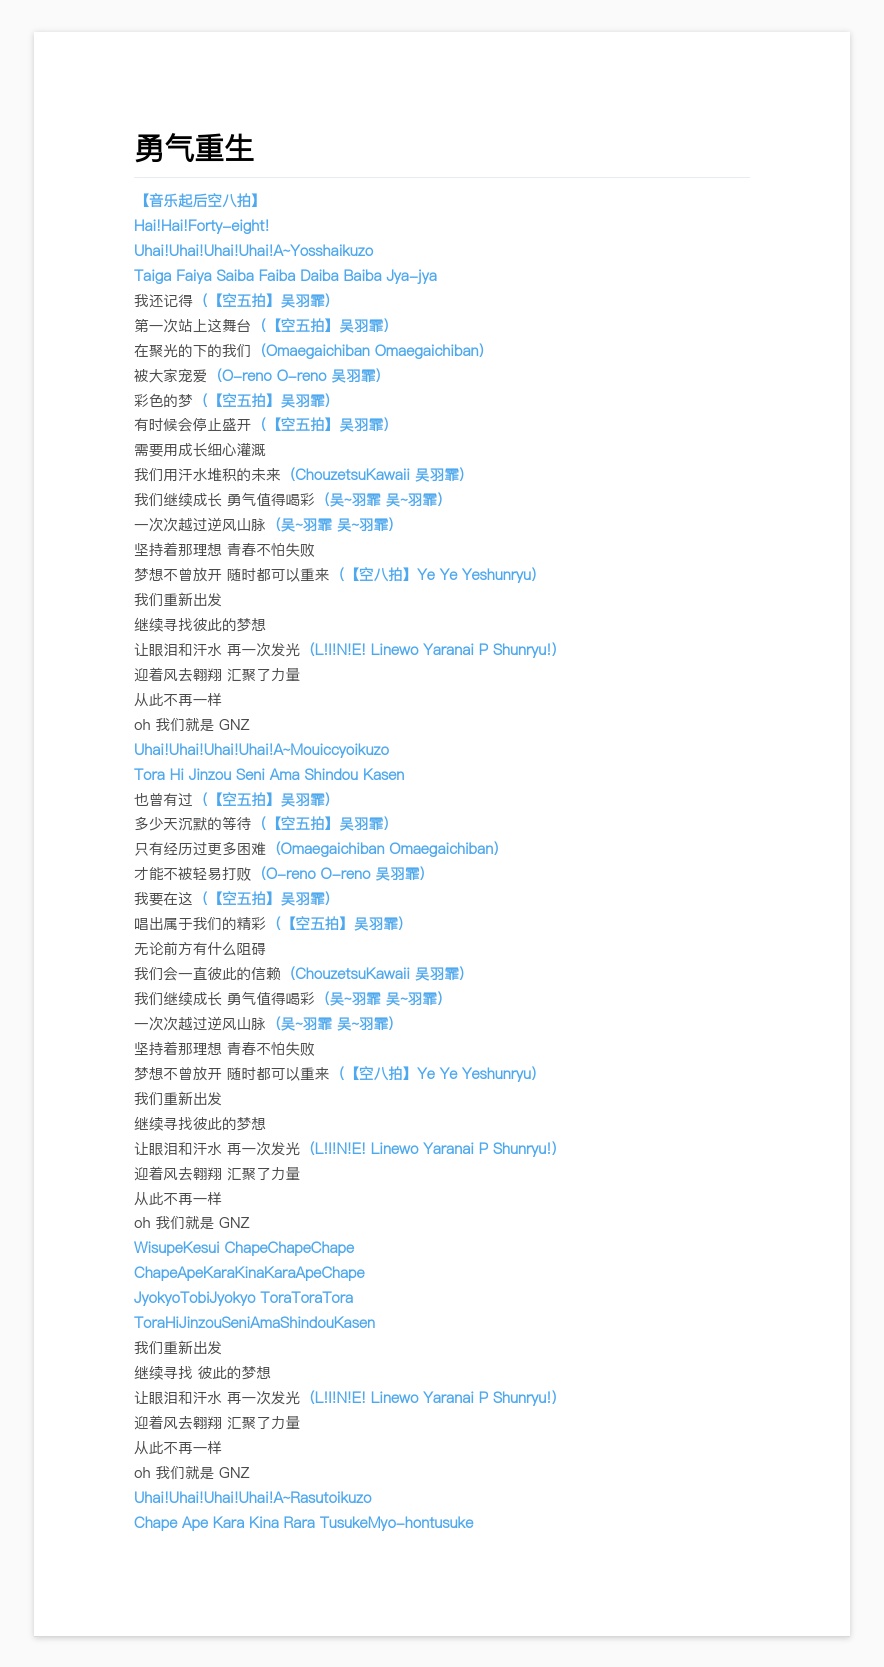 勇气重生
【音乐起后空八拍】
Hai!Hai!Forty-eight!
Uhai!Uhai!Uhai!Uhai!A~Yosshaikuzo
Taiga Faiya Saiba Faiba Daiba Baiba Jya-jya
我还记得（【空五拍】吴羽霏）
第一次站上这舞台（【空五拍】吴羽霏）
在聚光的下的我们（Omaegaichiban Omaegaichiban）
被大家宠爱（O-reno O-reno 吴羽霏）
彩色的梦（【空五拍】吴羽霏）
有时候会停止盛开（【空五拍】吴羽霏）
需要用成长细心灌溉
我们用汗水堆积的未来（ChouzetsuKawaii 吴羽霏）
我们继续成长 勇气值得喝彩（吴~羽霏 吴~羽霏）
一次次越过逆风山脉（吴~羽霏 吴~羽霏）
坚持着那理想 青春不怕失败
梦想不曾放开 随时都可以重来（【空八拍】Ye Ye Yeshunryu）
我们重新出发
继续寻找彼此的梦想
让眼泪和汗水 再一次发光（L!I!N!E! Linewo Yaranai P Shunryu!）
迎着风去翱翔 汇聚了力量
从此不再一样
oh 我们就是 GNZ
Uhai!Uhai!Uhai!Uhai!A~Mouiccyoikuzo
Tora Hi Jinzou Seni Ama Shindou Kasen
也曾有过（【空五拍】吴羽霏）
多少天沉默的等待（【空五拍】吴羽霏）
只有经历过更多困难（Omaegaichiban Omaegaichiban）
才能不被轻易打败（O-reno O-reno 吴羽霏）
我要在这（【空五拍】吴羽霏）
唱出属于我们的精彩（【空五拍】吴羽霏）
无论前方有什么阻碍
我们会一直彼此的信赖（ChouzetsuKawaii 吴羽霏）
我们继续成长 勇气值得喝彩（吴~羽霏 吴~羽霏）
一次次越过逆风山脉（吴~羽霏 吴~羽霏）
坚持着那理想 青春不怕失败
梦想不曾放开 随时都可以重来（【空八拍】Ye Ye Yeshunryu）
我们重新出发
继续寻找彼此的梦想
让眼泪和汗水 再一次发光（L!I!N!E! Linewo Yaranai P Shunryu!）
迎着风去翱翔 汇聚了力量
从此不再一样
oh 我们就是 GNZ
WisupeKesui ChapeChapeChape
ChapeApeKaraKinaKaraApeChape
JyokyoTobiJyokyo ToraToraTora
ToraHiJinzouSeniAmaShindouKasen
我们重新出发
继续寻找 彼此的梦想
让眼泪和汗水 再一次发光（L!I!N!E! Linewo Yaranai P Shunryu!）
迎着风去翱翔 汇聚了力量
从此不再一样
oh 我们就是 GNZ
Uhai!Uhai!Uhai!Uhai!A~Rasutoikuzo
Chape Ape Kara Kina Rara TusukeMyo-hontusuke